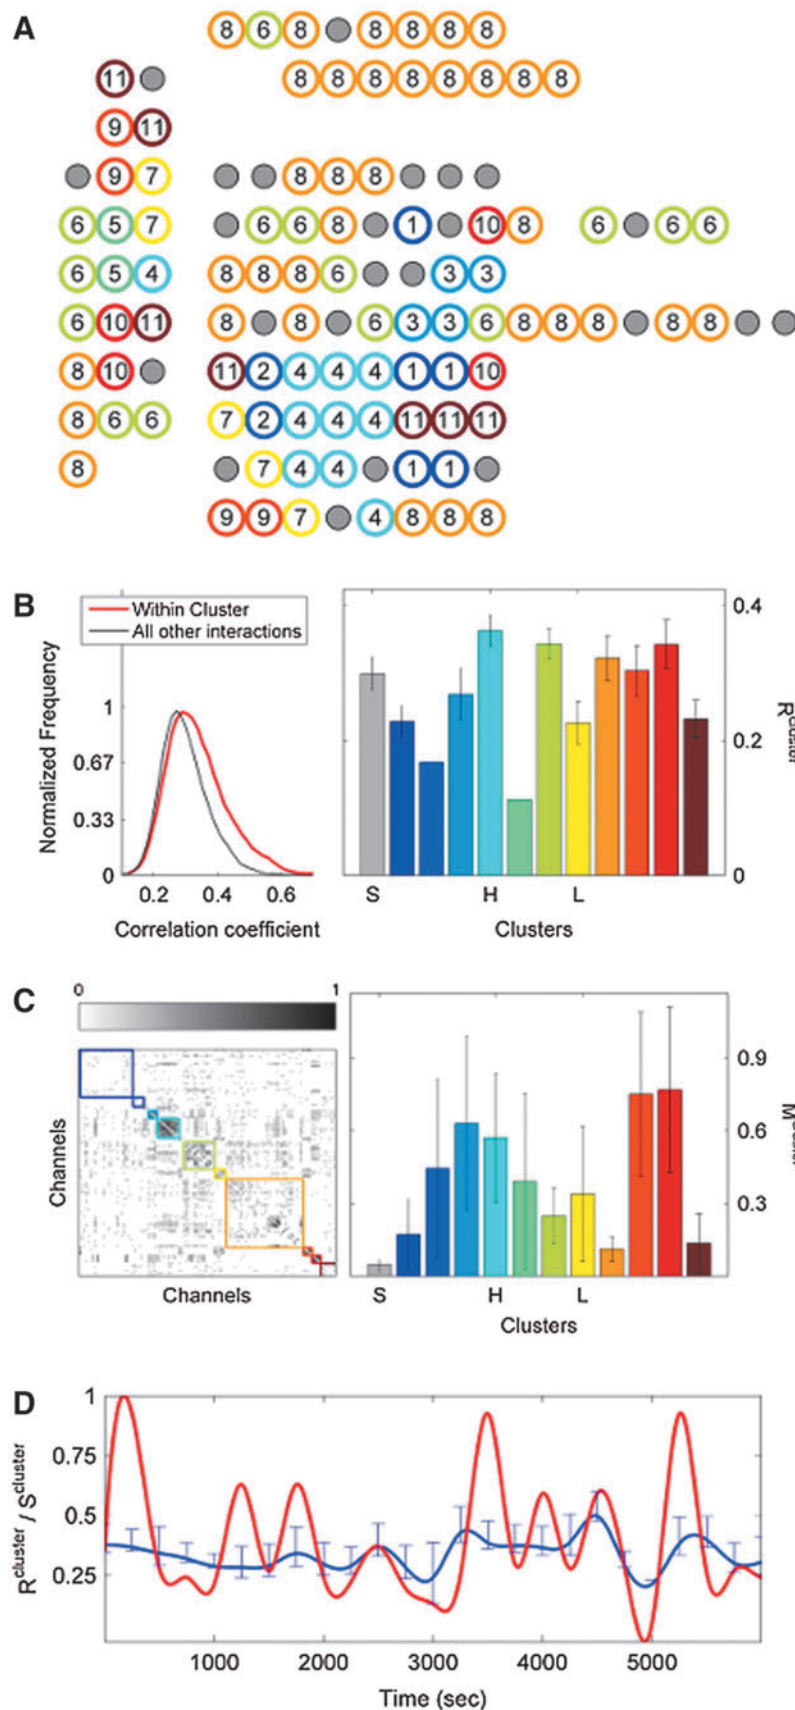 A
8 6 8 8 8 8 8
11 8 8 8 8 8 8 8 8
9 11
9 7 8 8 8
6 5 7 6 6 8 1 10 8 6 6 6
6 5 4 8 8 8 6 3 3
6 10 11 8 8 6 3 3 6 8 8 8 8 8
8 10 11 2 4 4 4 1 1 10
8 6 6 7 2 4 4 4 11 11 11
8 7 4 4 1 1
9 9 7 4 8 8 8
B
Within Cluster
All other interactions
Normalized Frequency
1
0.67
0.33
0
0.2 0.4 0.6
Correlation coefficient
0.4
0.2
0
S H L
Clusters
C
0 1
Channels
Channels
0.9
0.6
0.3
S H L
Clusters
D
R cluster / S cluster
1
0.75
0.5
0.25
1000 2000 3000 4000 5000
Time (sec)